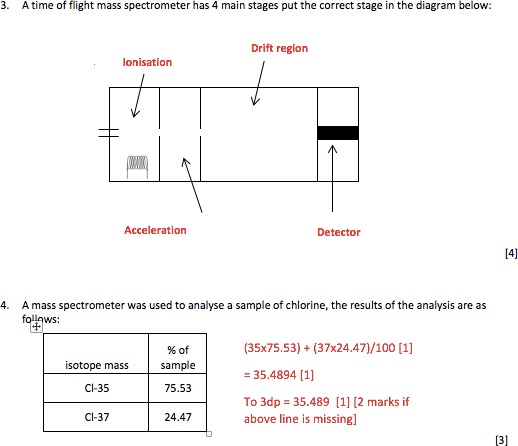 3. A time of flight mass spectrometer has 4 main stages put the correct stage in the diagram below:
Drift region
Ionisation
Acceleration
Detector
[4]
4. A mass spectrometer was used to analyse a sample of chlorine, the results of the analysis are as
follows:
isotope mass
% of
sample
Cl-35
75.53
Cl-37
24.47
(35x75.53) + (37x24.47)/100 [1]
= 35.4894 [1]
To 3dp = 35.489 [1] [2 marks if
above line is missing]
[3]